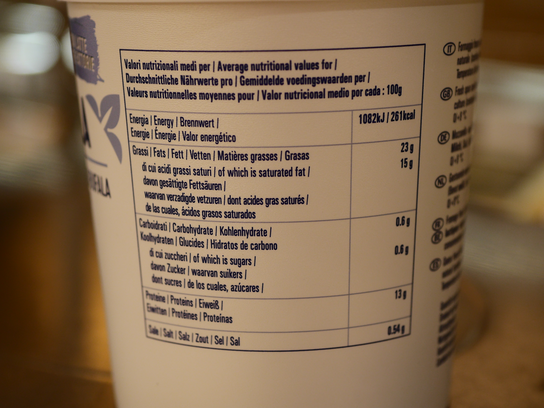 Valori nutrizionali medi per / Average nutritional values for /
Durchschnittliche Nährwerte pro / Gemiddelde voedingswaarden per /
Valeurs nutritionnelles moyennes pour / Valor nutricional medio por cada : 100g
Energia / Energy / Brennwert /
Energie / Énergie / Valor energético
1082kJ / 261kcal
Grassi / Fats / Fett / Vetten / Matières grasses / Grasas
23 g
di cui acidi grassi saturi / of which is saturated fat /
15 g
davon gesättigte Fettsäuren /
waarvan verzadigde vetzuren / dont acides gras saturés /
de las cuales, ácidos grasos saturados
Carboidrati / Carbohydrate / Kohlenhydrate /
0.6 g
Koolhydraten / Glucides / Hidratos de carbono
di cui zuccheri / of which is sugars /
0.6 g
davon Zucker / waarvan suikers /
dont sucres / de los cuales, azúcares /
Proteine / Proteins / Eiweiß /
13 g
Eiwitten / Protéines / Proteínas
Sale / Salt / Salz / Zout / Sel / Sal
0.54 g
IT
GB
DE
NL
ES